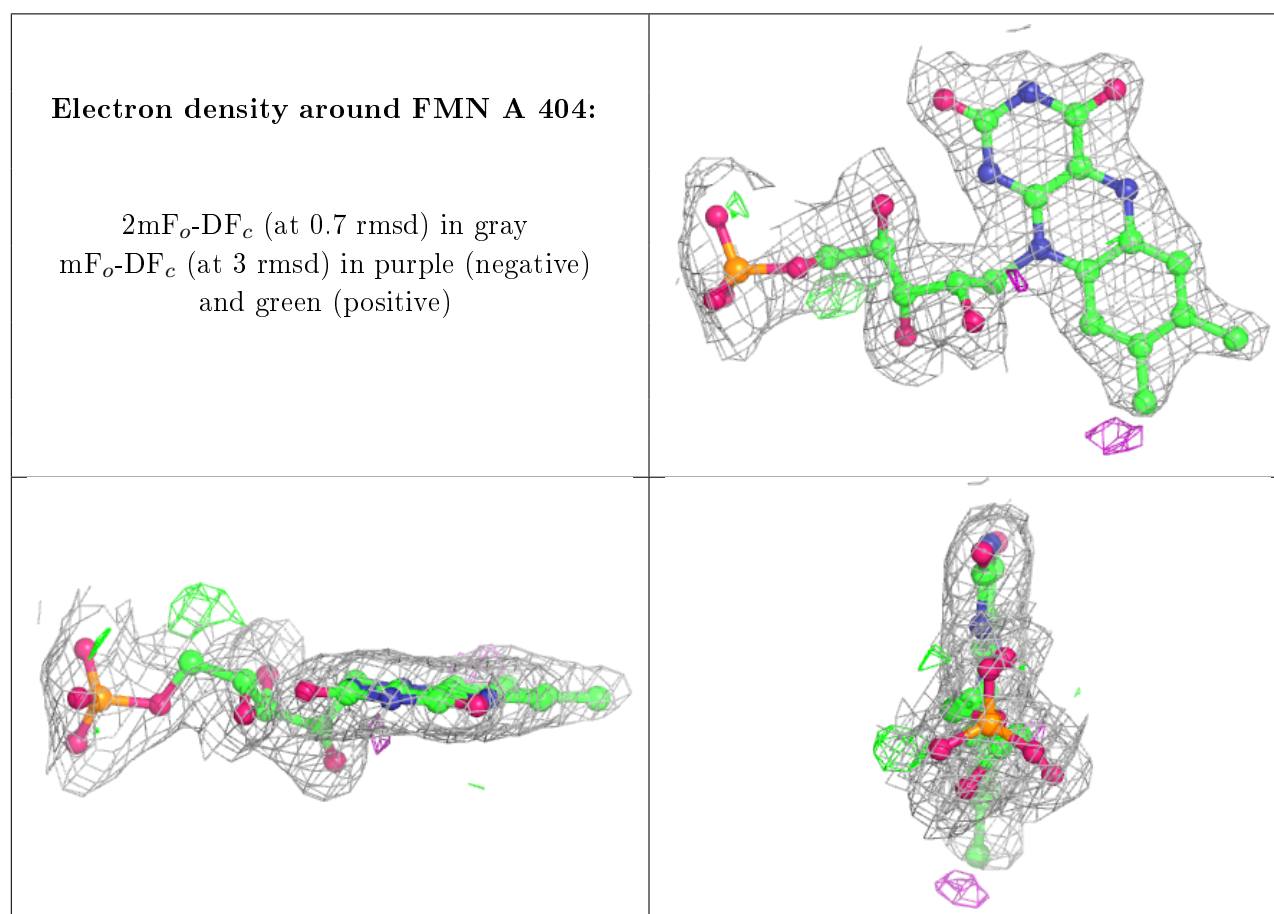 Electron density around FMN A 404:
2mFo-DFc (at 0.7 rmsd) in gray
mFo-DFc (at 3 rmsd) in purple (negative)
and green (positive)